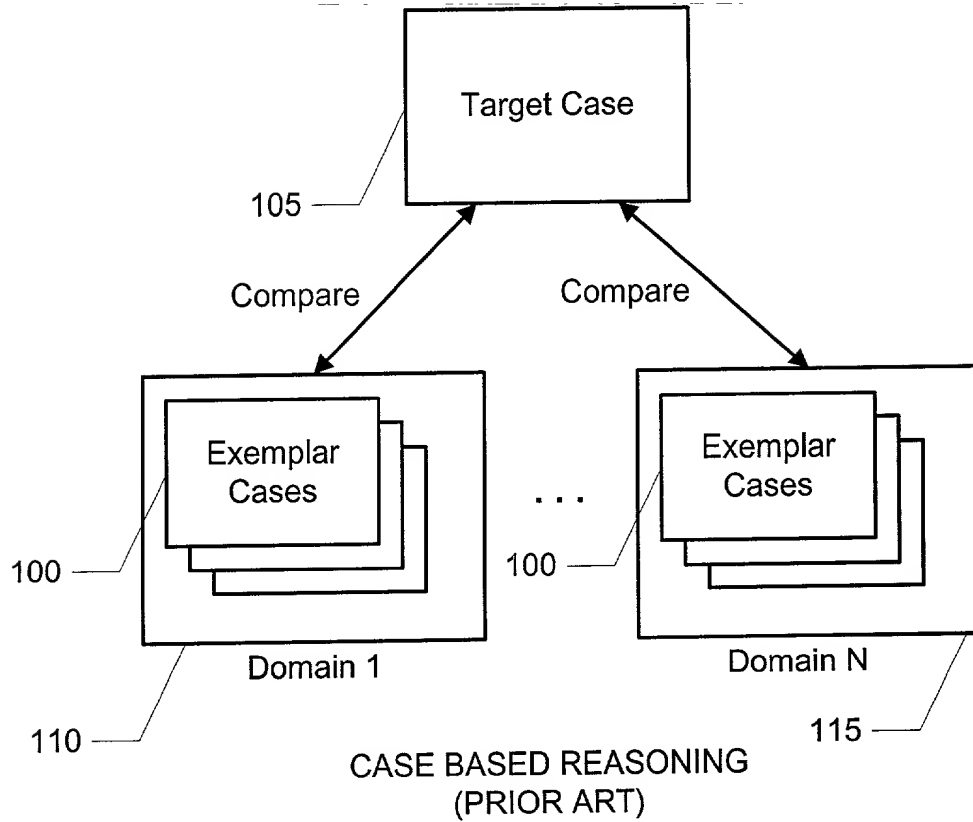 Target Case
105
Compare
Compare
Exemplar
Cases
Exemplar
Cases
. . .
100
100
Domain 1
Domain N
110
115
CASE BASED REASONING
(PRIOR ART)